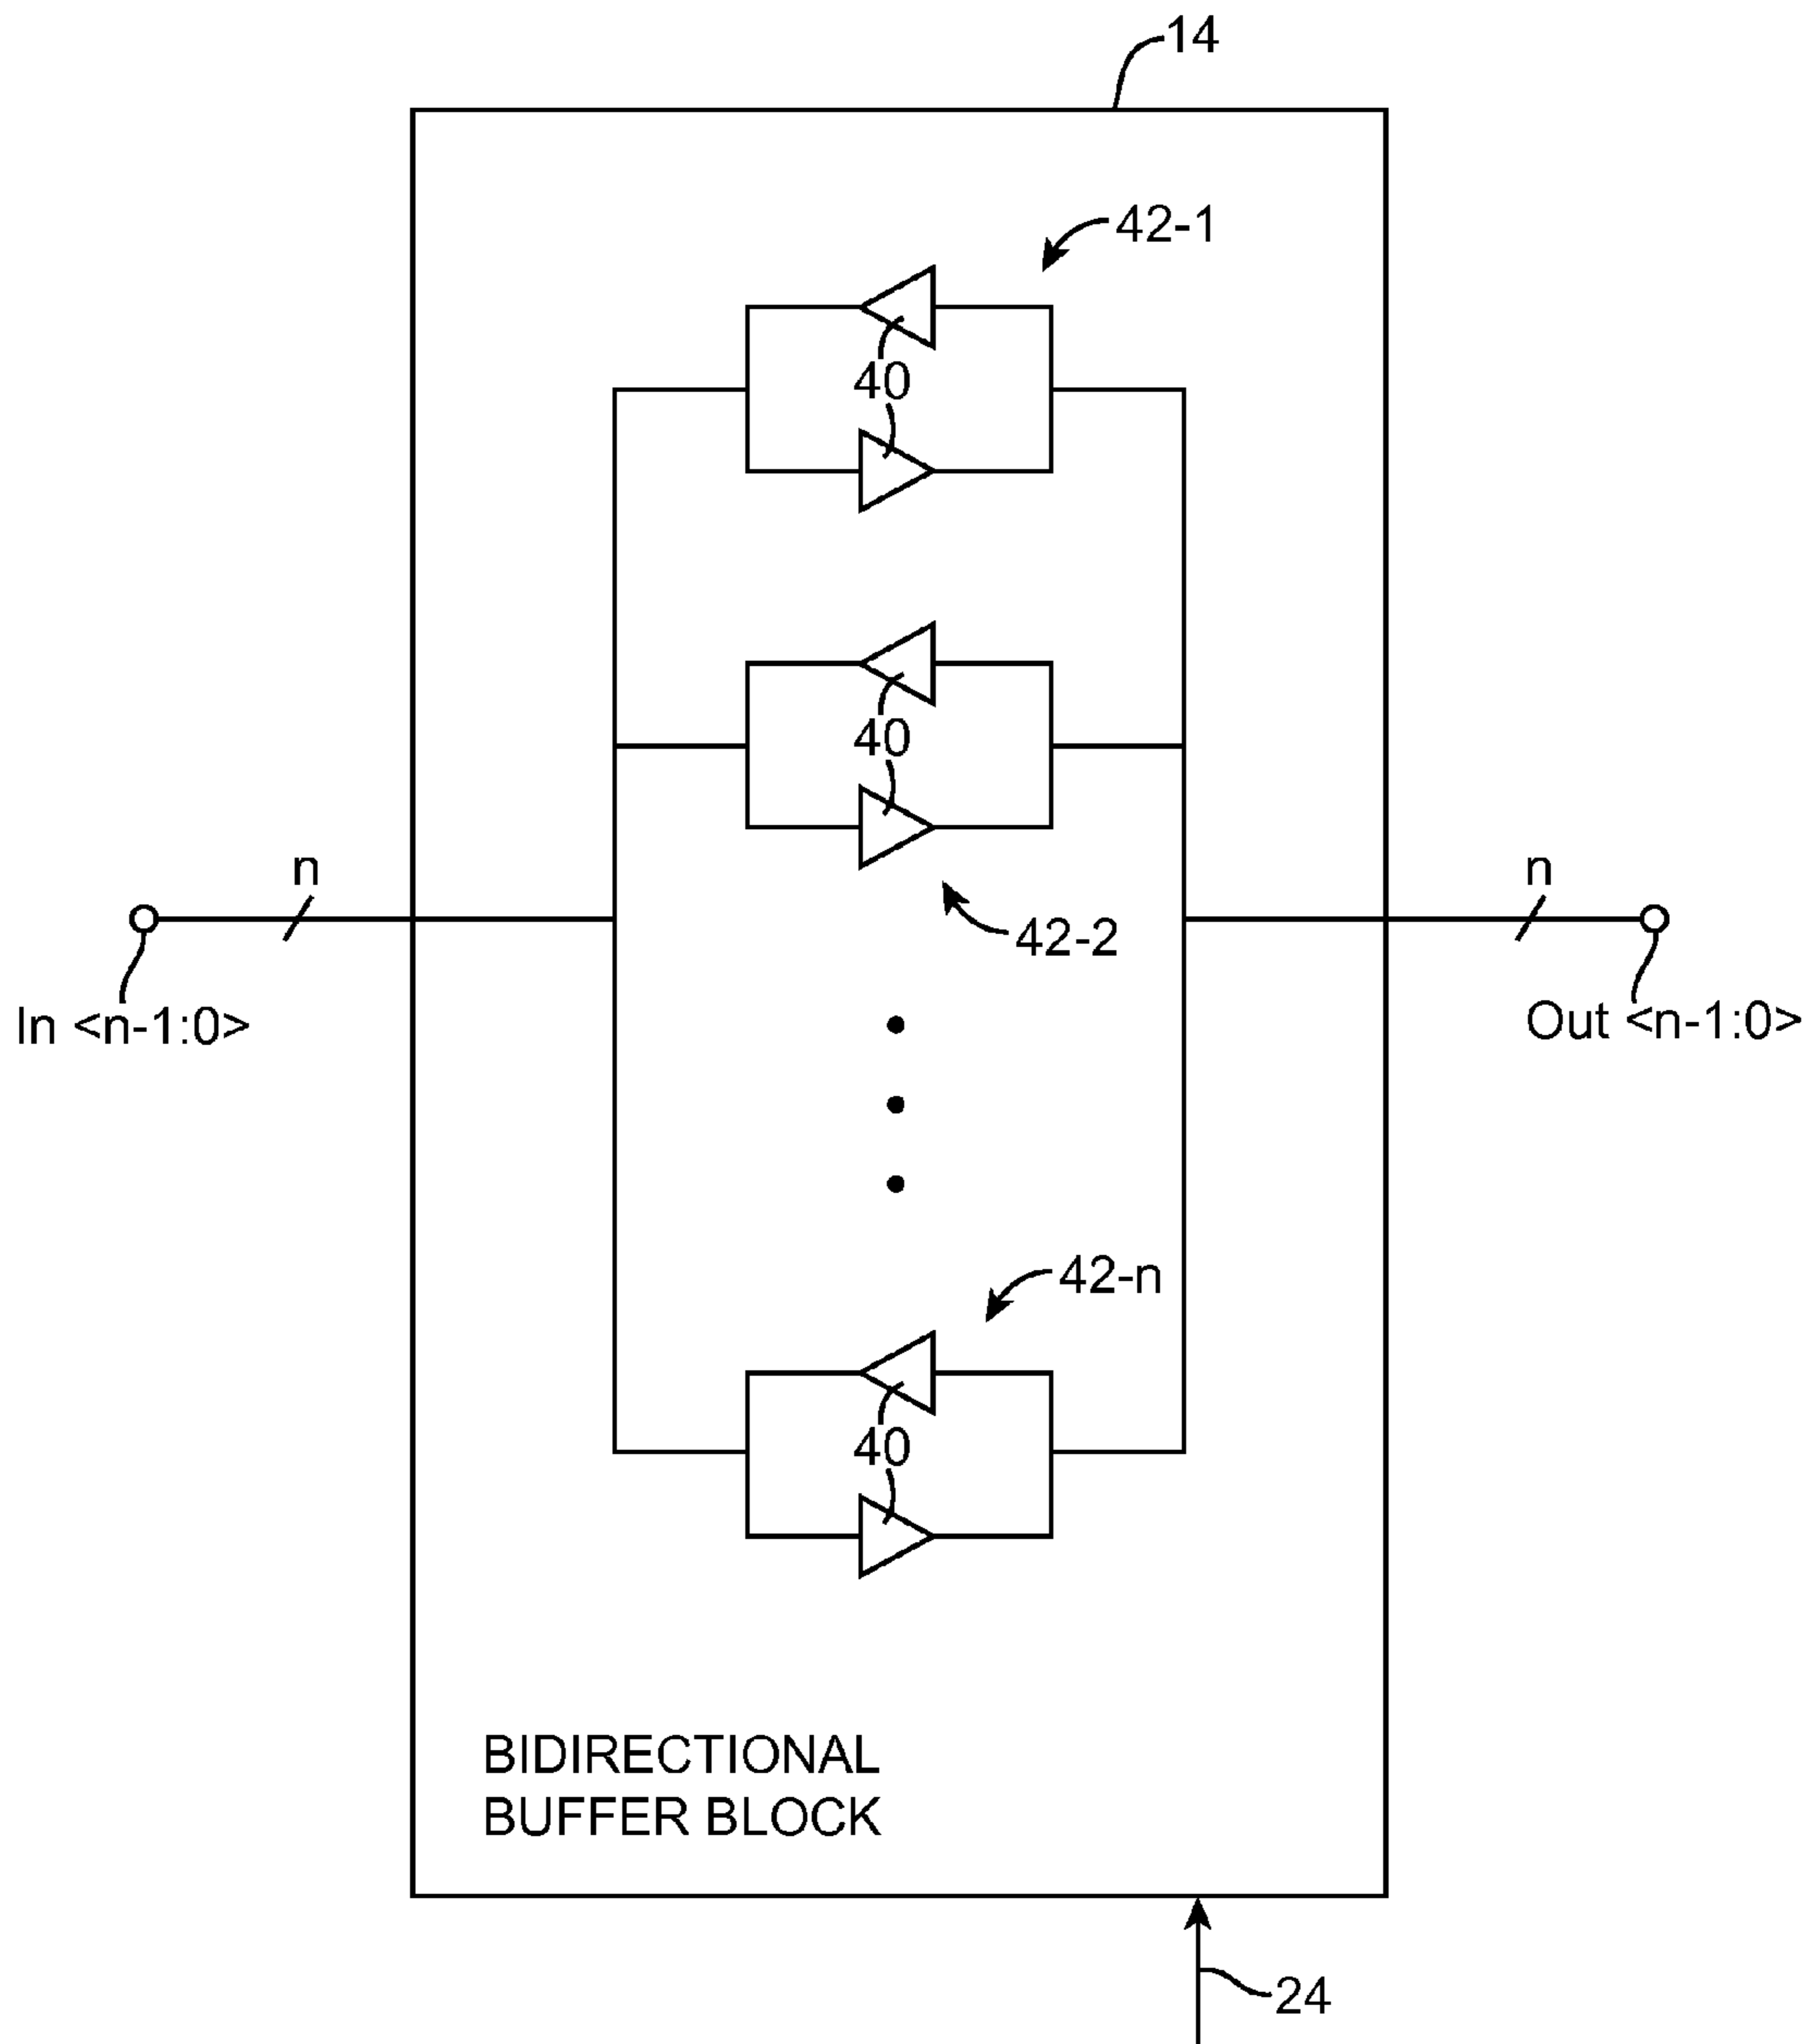 14
42-1
40
40
n
n
42-2
In <n-1:0>
Out <n-1:0>
42-n
40
BIDIRECTIONAL
BUFFER BLOCK
24